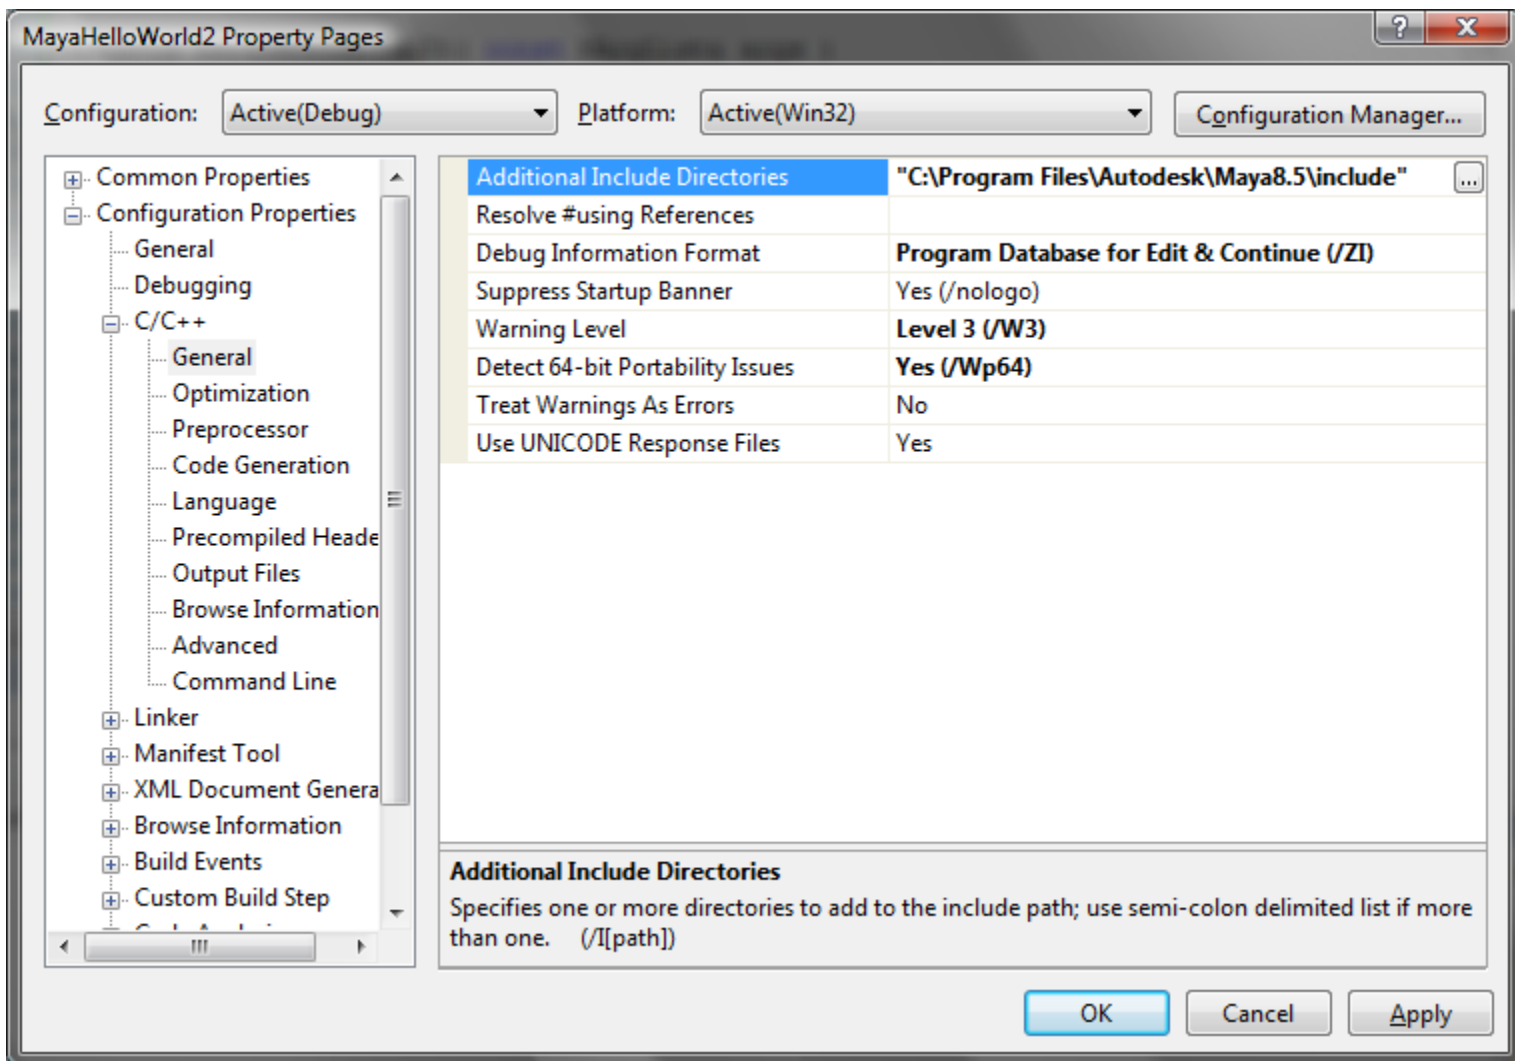 MayaHelloWorld2 Property Pages
?
X
Configuration: Active(Debug) Platform: Active(Win32) Configuration Manager...
Common Properties
Configuration Properties
General
Debugging
C/C++
General
Optimization
Preprocessor
Code Generation
Language
Precompiled Heade
Output Files
Browse Information
Advanced
Command Line
Linker
Manifest Tool
XML Document Genera
Browse Information
Build Events
Custom Build Step
Additional Include Directories "C:\Program Files\Autodesk\Maya8.5\include" ...
Resolve #using References
Debug Information Format Program Database for Edit & Continue (/ZI)
Suppress Startup Banner Yes (/nologo)
Warning Level Level 3 (/W3)
Detect 64-bit Portability Issues Yes (/Wp64)
Treat Warnings As Errors No
Use UNICODE Response Files Yes
Additional Include Directories
Specifies one or more directories to add to the include path; use semi-colon delimited list if more
than one. (/I[path])
OK Cancel Apply